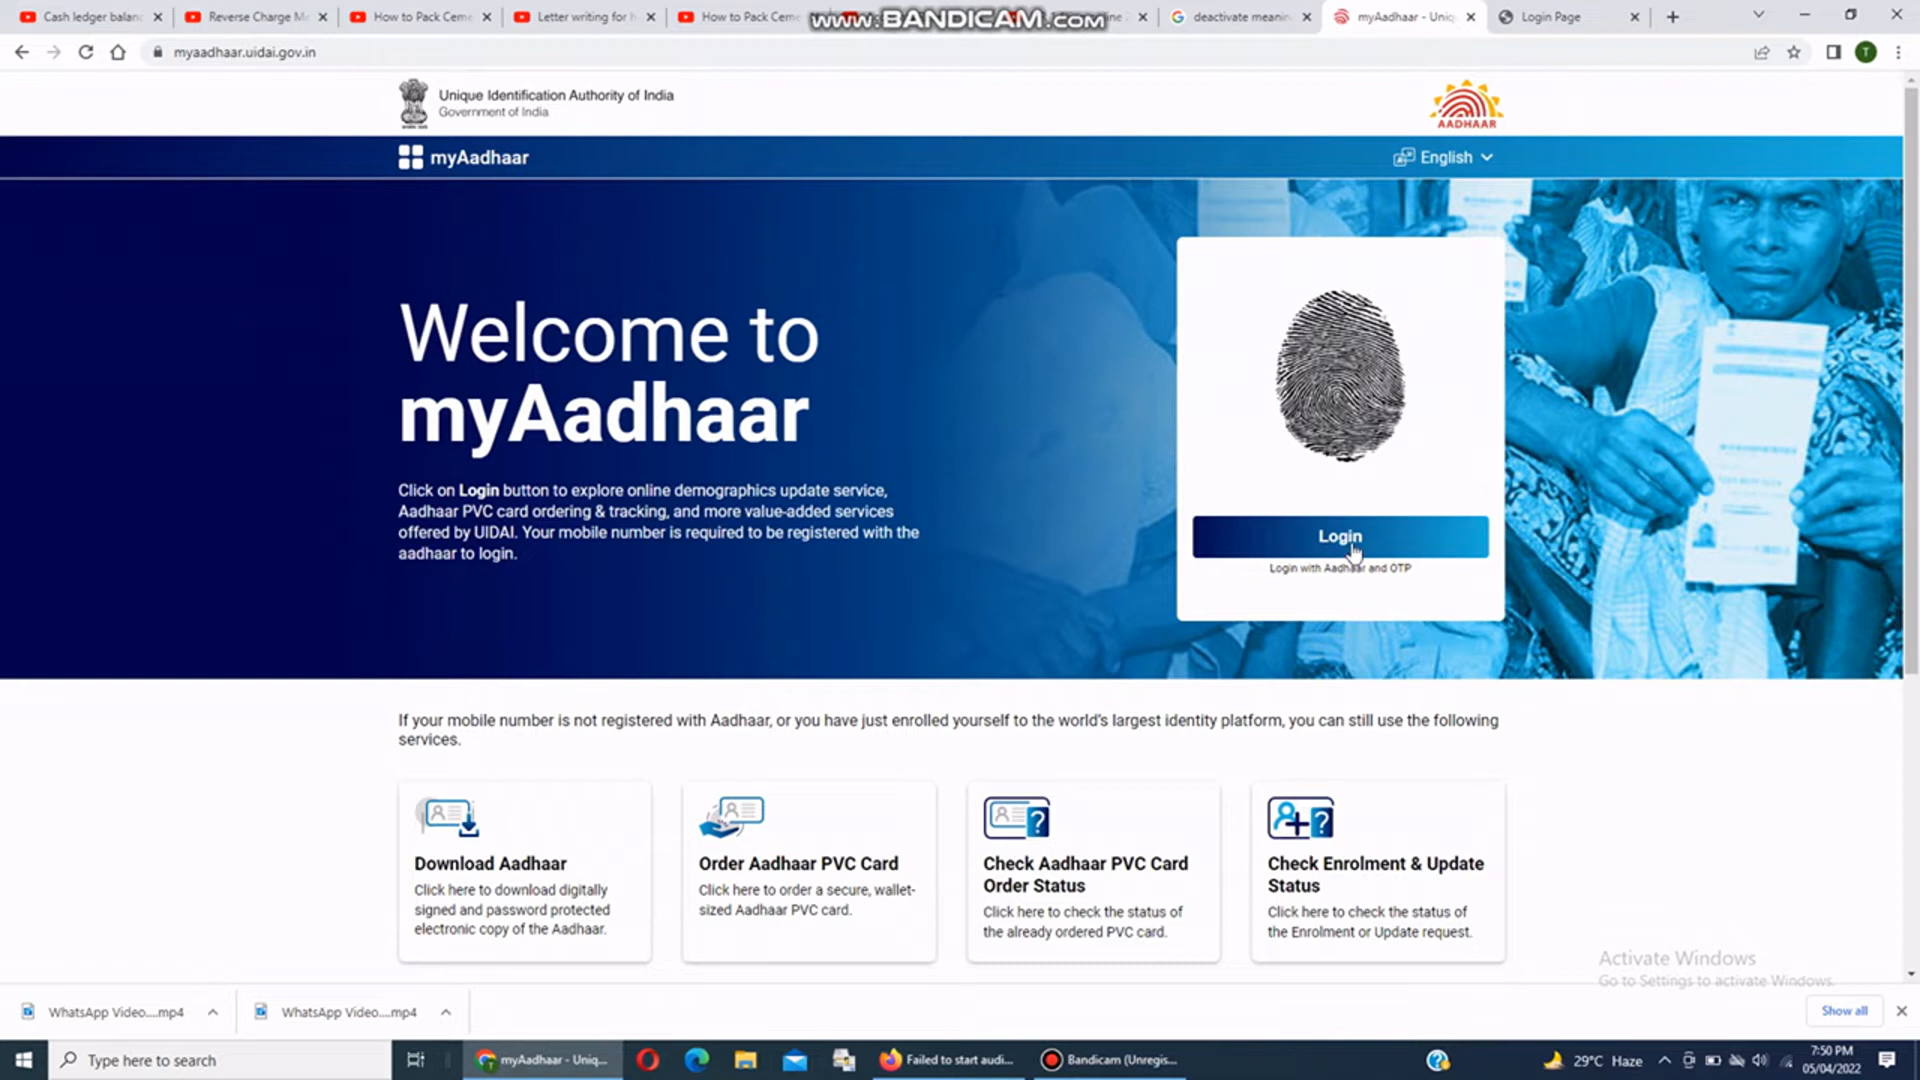 Cash ledger balanc
Reverse Charge Me
How to Pack Ceme
Letter writing for h
How to Pack Ceme
www.BANDICAM.com
deactivate meanin
myAadhaar - Uniq
Login Page
myaadhaar.uidai.gov.in
T
Unique Identification Authority of India
Government of India
AADHAAR
myAadhaar
English
Welcome to
myAadhaar
Click on Login button to explore online demographics update service,
Aadhaar PVC card ordering & tracking, and more value-added services
offered by UIDAI. Your mobile number is required to be registered with the
aadhaar to login.
Login
Login with Aadhaar and OTP
If your mobile number is not registered with Aadhaar, or you have just enrolled yourself to the world's largest identity platform, you can still use the following
services.
Download Aadhaar
Click here to download digitally
signed and password protected
electronic copy of the Aadhaar.
Order Aadhaar PVC Card
Click here to order a secure, wallet-
sized Aadhaar PVC card.
Check Aadhaar PVC Card
Order Status
Click here to check the status of
the already ordered PVC card.
Check Enrolment & Update
Status
Click here to check the status of
the Enrolment or Update request.
Activate Windows
Go to Settings to activate Windows.
WhatsApp Video....mp4
WhatsApp Video....mp4
Show all
Type here to search
myAadhaar - Uniq...
Failed to start audi...
Bandicam (Unregis...
29°C Haze
7:50 PM
05/04/2022